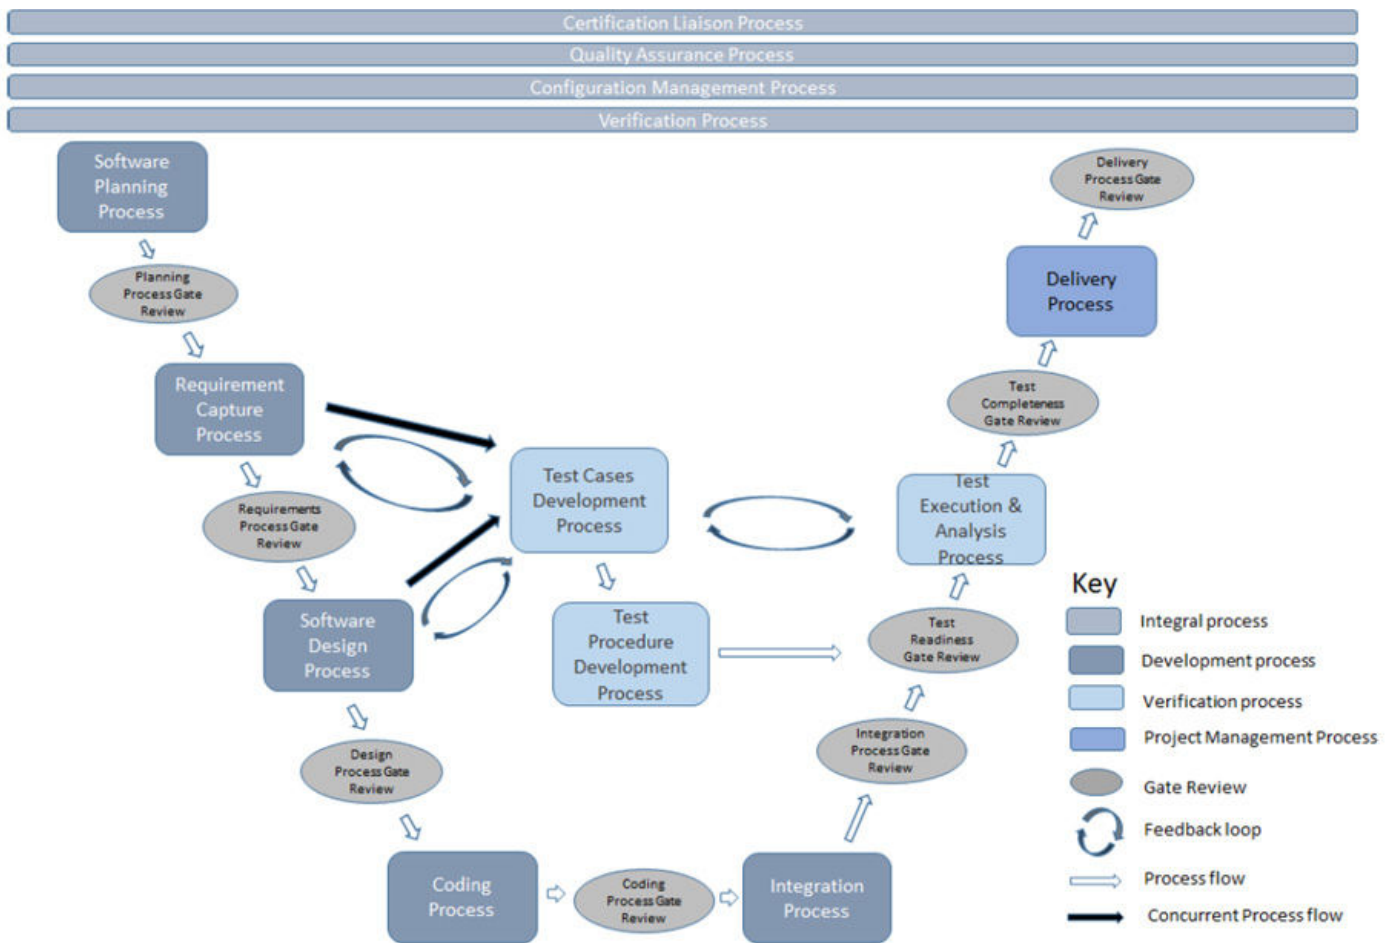 Certification Liaison Process
Quality Assurance Process
Configuration Management Process
Verification Process
Software
Planning
Process
Planning
Process Gate
Review
Requirement
Capture
Process
Requirements
Process Gate
Review
Software
Design
Process
Design
Process Gate
Review
Coding
Process
Coding
Process Gate
Review
Integration
Process
Integration
Process Gate
Review
Test Cases
Development
Process
Test
Procedure
Development
Process
Test
Readiness
Gate Review
Test
Execution &
Analysis
Process
Test
Completeness
Gate Review
Delivery
Process
Delivery
Process Gate
Review
Key
Integral process
Development process
Verification process
Project Management Process
Gate Review
Feedback loop
Process flow
Concurrent Process flow